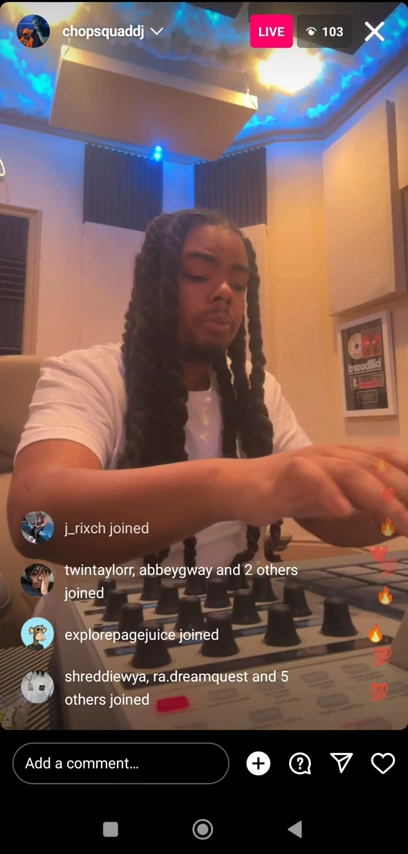 chopsquaddj
LIVE
103
Billboard
j_rixch joined
twintaylorr, abbeygway and 2 others
joined
explorepagejuice joined
shreddiewya, ra.dreamquest and 5
others joined
Add a comment...